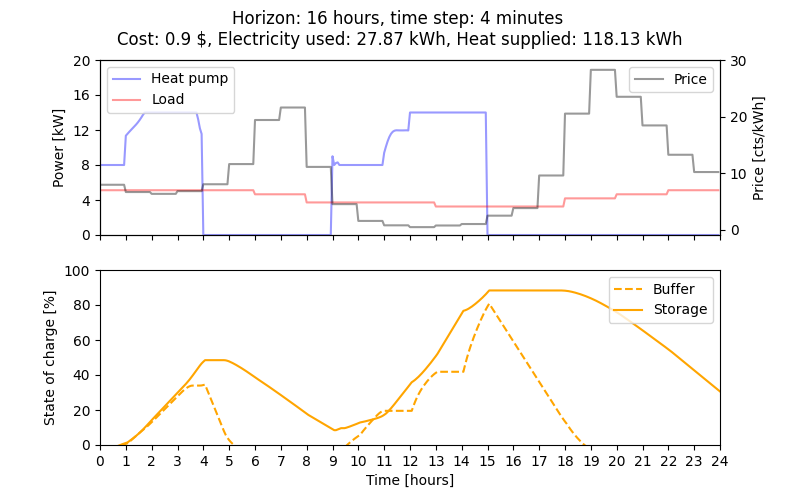 Horizon: 16 hours, time step: 4 minutes
Cost: 0.9 $, Electricity used: 27.87 kWh, Heat supplied: 118.13 kWh
Power [kW]
20
16
12
8
4
0
Heat pump
Load
Price
30
20
10
0
Price [cts/kWh]
State of charge [%]
100
80
60
40
20
0
Buffer
Storage
0 1 2 3 4 5 6 7 8 9 10 11 12 13 14 15 16 17 18 19 20 21 22 23 24
Time [hours]